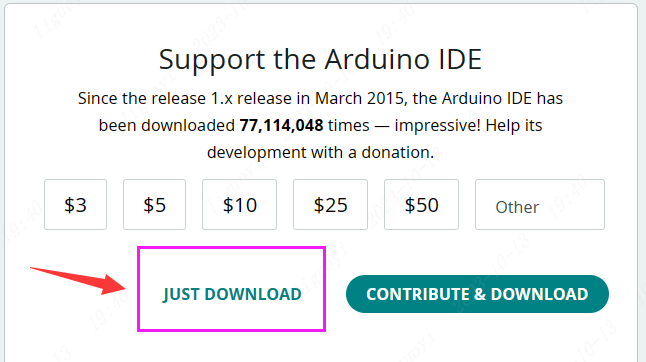 Support the Arduino IDE
Since the release 1.x release in March 2015, the Arduino IDE has
been downloaded 77,114,048 times — impressive! Help its
development with a donation.
$3 $5 $10 $25 $50 Other
JUST DOWNLOAD CONTRIBUTE & DOWNLOAD